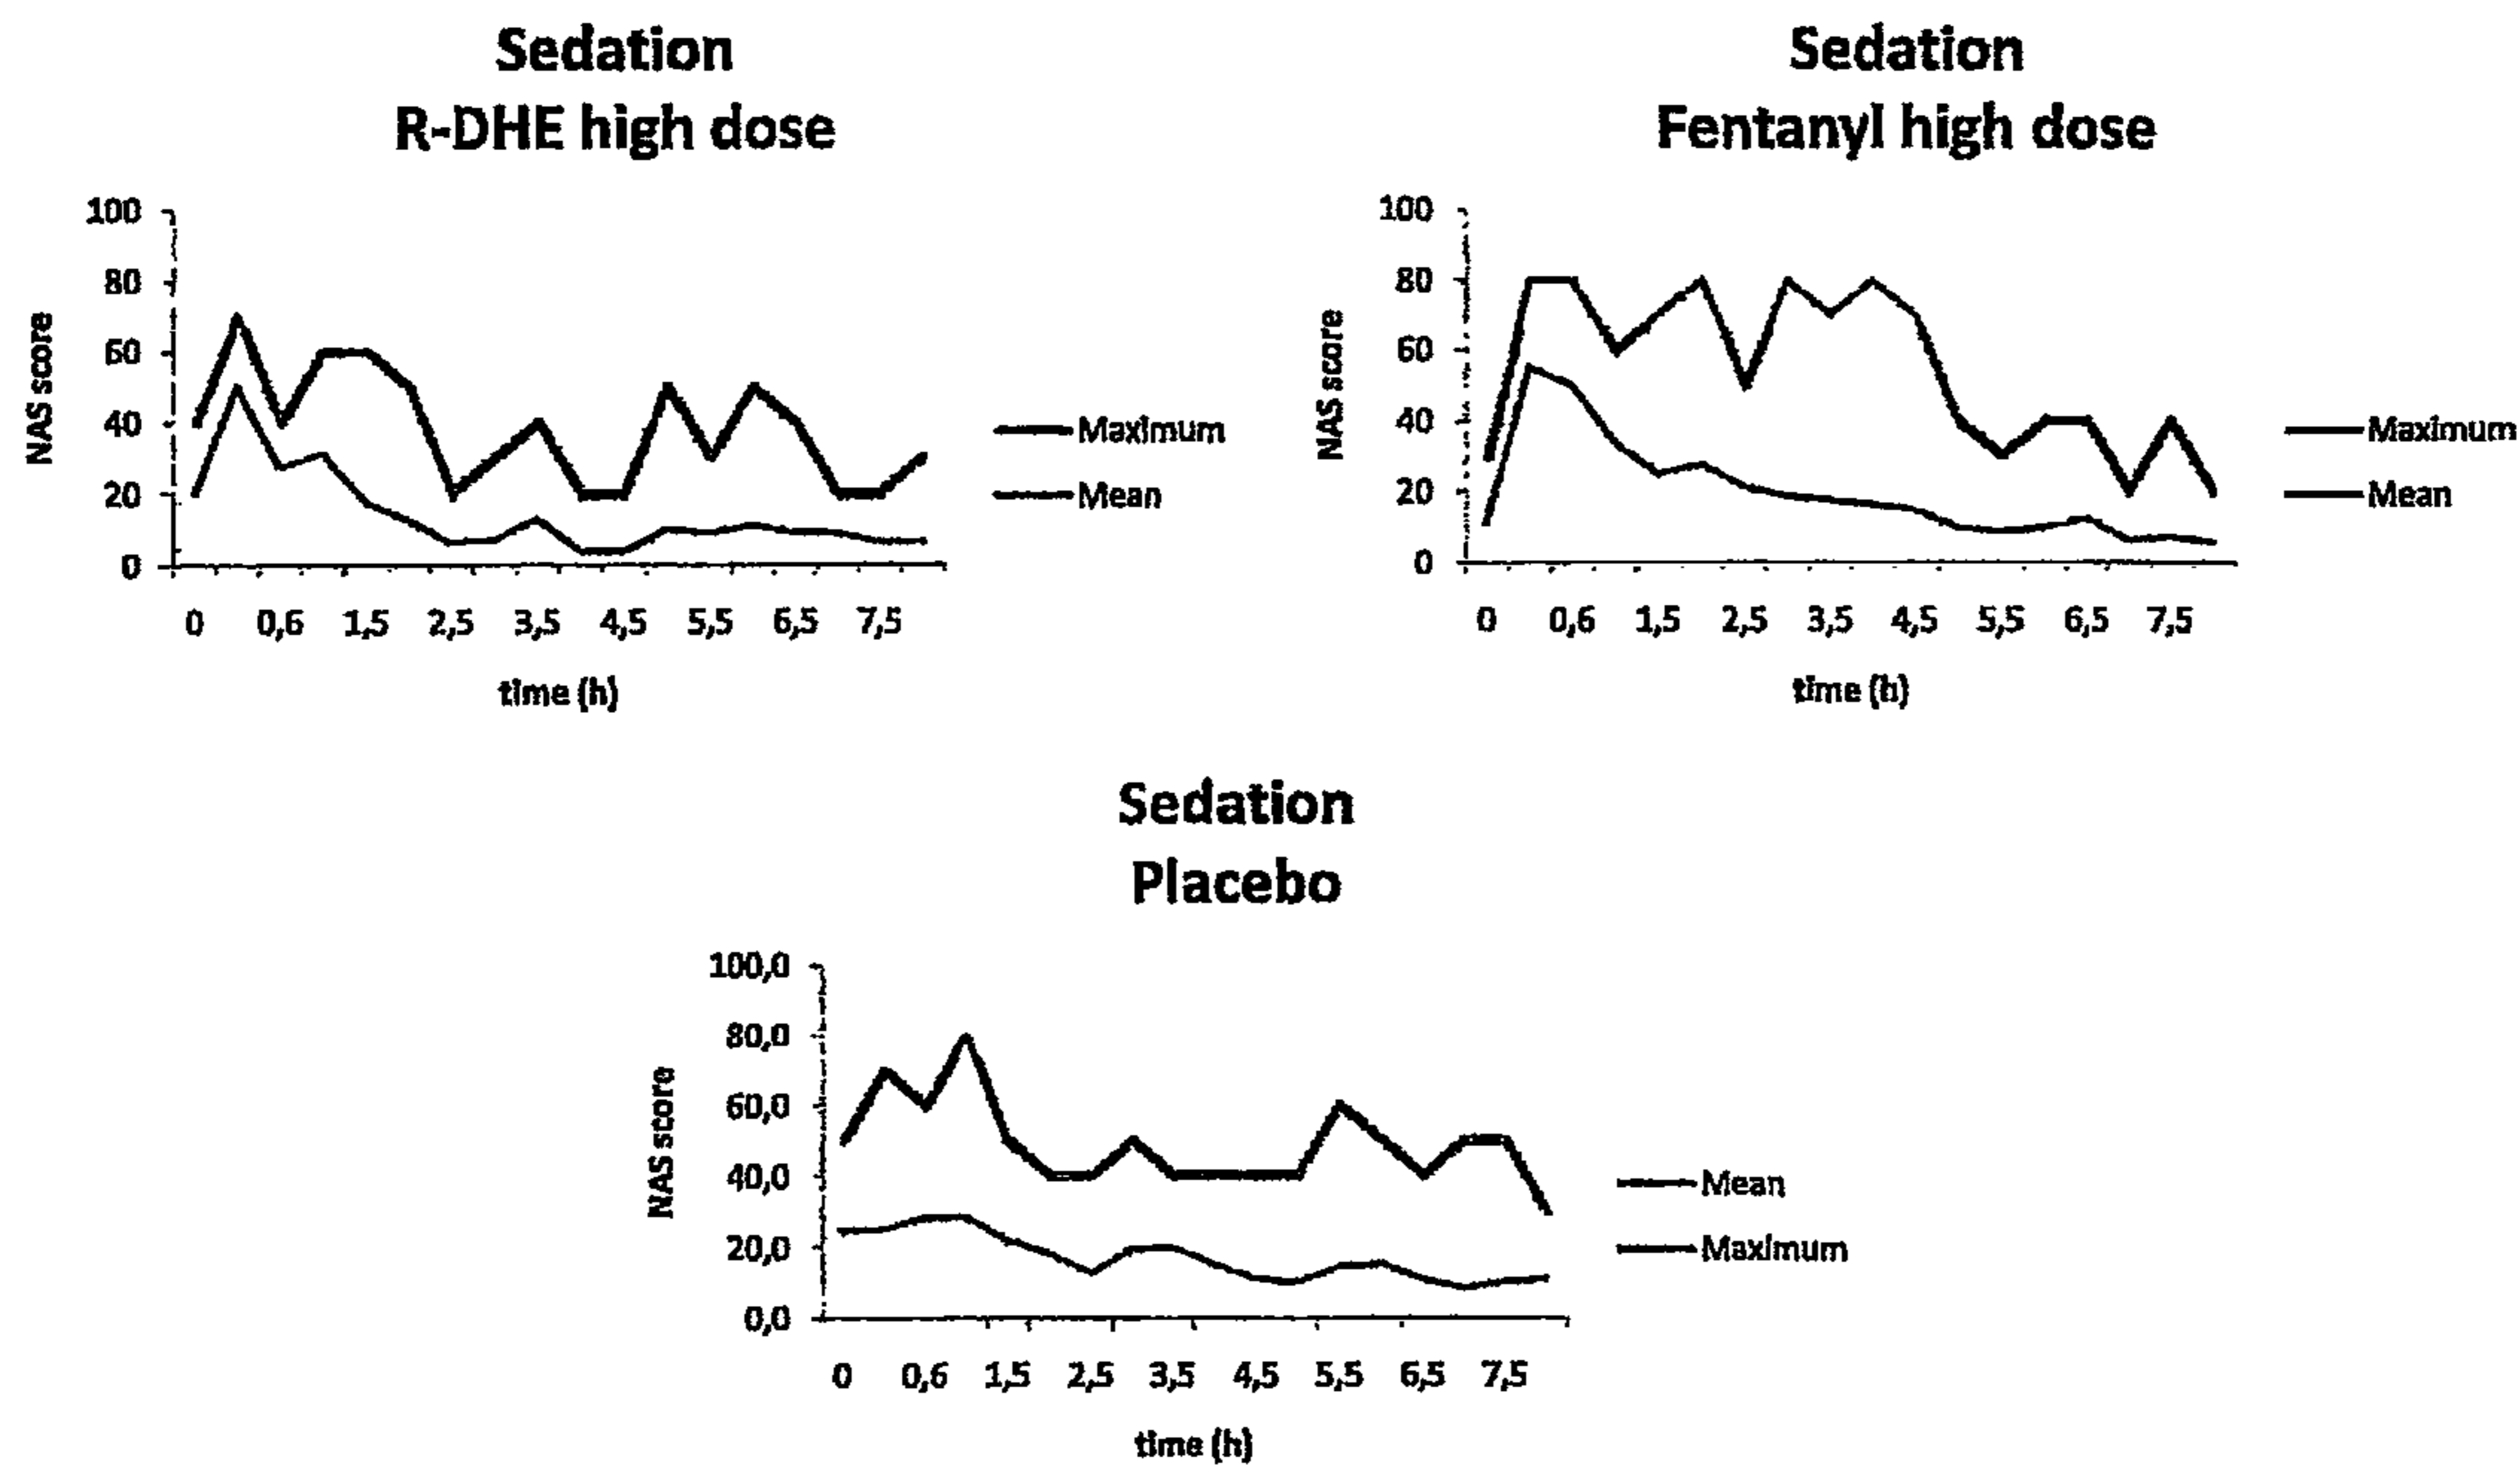 Sedation
R-DHE high dose
100
80
60
40
20
0
NAS score
0 0,6 1,5 2,5 3,5 4,5 5,5 6,5 7,5
time (h)
Maximum
Mean
Sedation
Fentanyl high dose
100
80
60
40
20
0
NAS score
0 0,6 1,5 2,5 3,5 4,5 5,5 6,5 7,5
time (h)
Maximum
Mean
Sedation
Placebo
100,0
80,0
60,0
40,0
20,0
0,0
NAS score
0 0,6 1,5 2,5 3,5 4,5 5,5 6,5 7,5
time (h)
Mean
Maximum